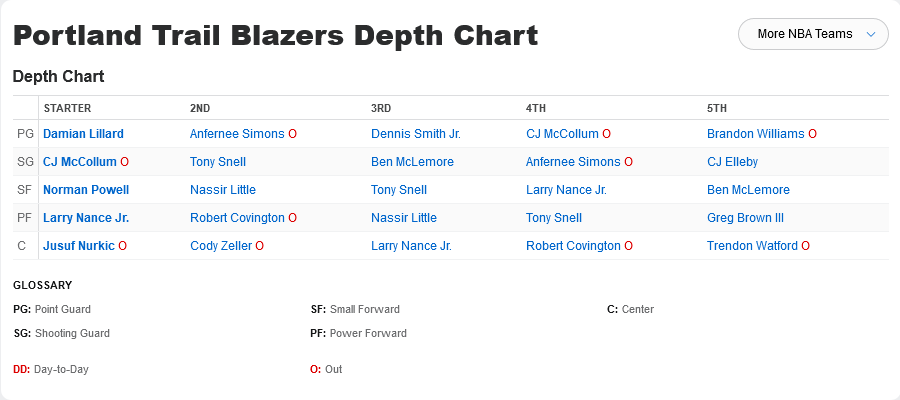 Portland Trail Blazers Depth Chart
More NBA Teams
Depth Chart
STARTER 2ND 3RD 4TH 5TH
PG Damian Lillard Anfernee Simons O Dennis Smith Jr. CJ McCollum O Brandon Williams O
SG CJ McCollum O Tony Snell Ben McLemore Anfernee Simons O CJ Elleby
SF Norman Powell Nassir Little Tony Snell Larry Nance Jr. Ben McLemore
PF Larry Nance Jr. Robert Covington O Nassir Little Tony Snell Greg Brown III
C Jusuf Nurkic O Cody Zeller O Larry Nance Jr. Robert Covington O Trendon Watford O
GLOSSARY
PG: Point Guard SF: Small Forward C: Center
SG: Shooting Guard PF: Power Forward
DD: Day-to-Day O: Out